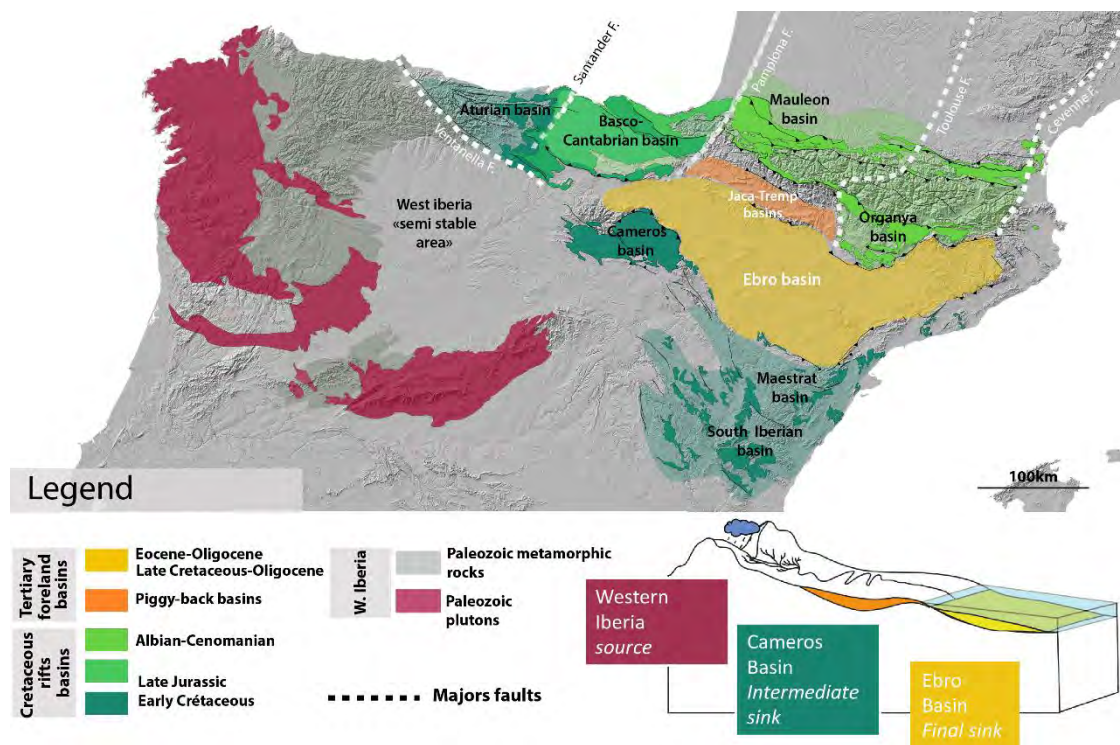 Ventanella F.
Aturian basin
Santander F.
Basco-
Cantabrian basin
Pamplona F.
Mauleon
basin
Toulouse F.
Cevenne F.
West iberia
«semi stable
area»
Cameros
basin
Jaca-Tremp
basins
Organya
basin
Ebro basin
Maestrat
basin
South Iberian
basin
100km
Legend
Tertiary
foreland
basins
Eocene-Oligocene
Late Cretaceous-Oligocene
Piggy-back basins
Cretaceous
rifts
basins
Albian-Cenomanian
Late Jurassic
Early Crétaceous
W. Iberia
Paleozoic metamorphic
rocks
Paleozoic
plutons
Majors faults
Western
Iberia
source
Cameros
Basin
Intermediate
sink
Ebro
Basin
Final sink